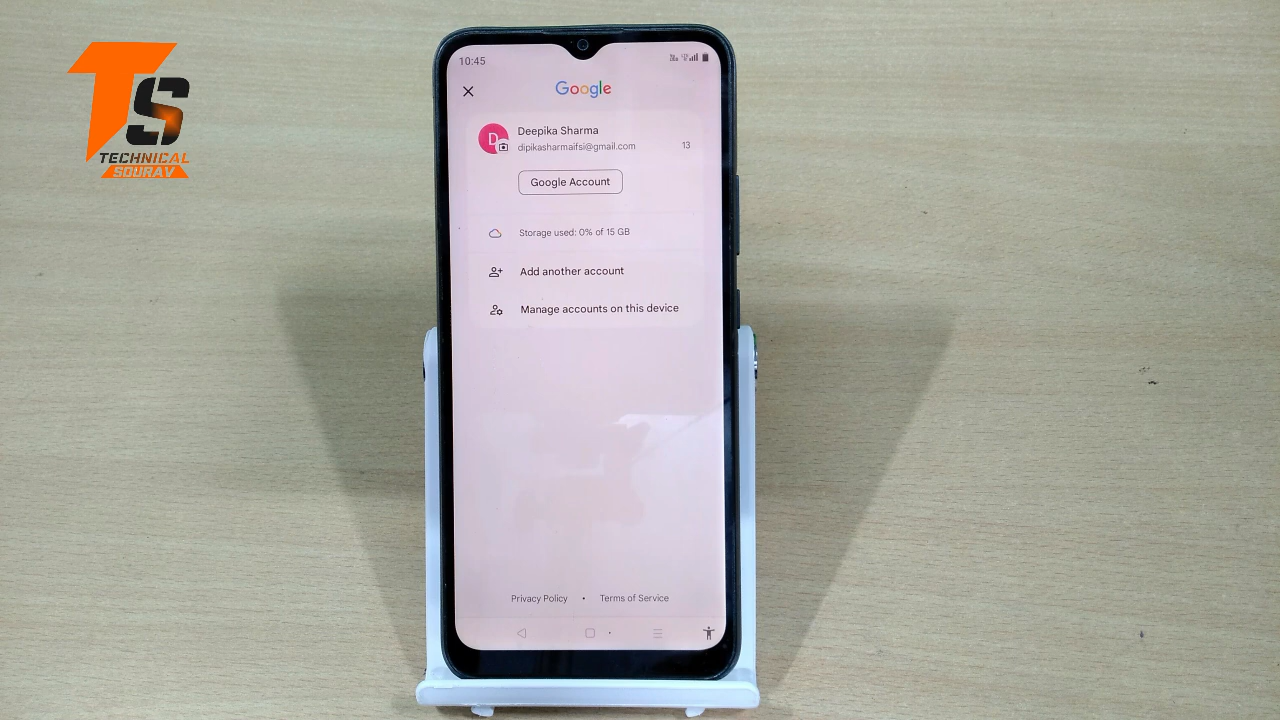 TS
TECHNICAL
SOURAV
10:45
Google
D
Deepika Sharma
dipikasharmaifsi@gmail.com
13
Google Account
Storage used: 0% of 15 GB
Add another account
Manage accounts on this device
Privacy Policy • Terms of Service